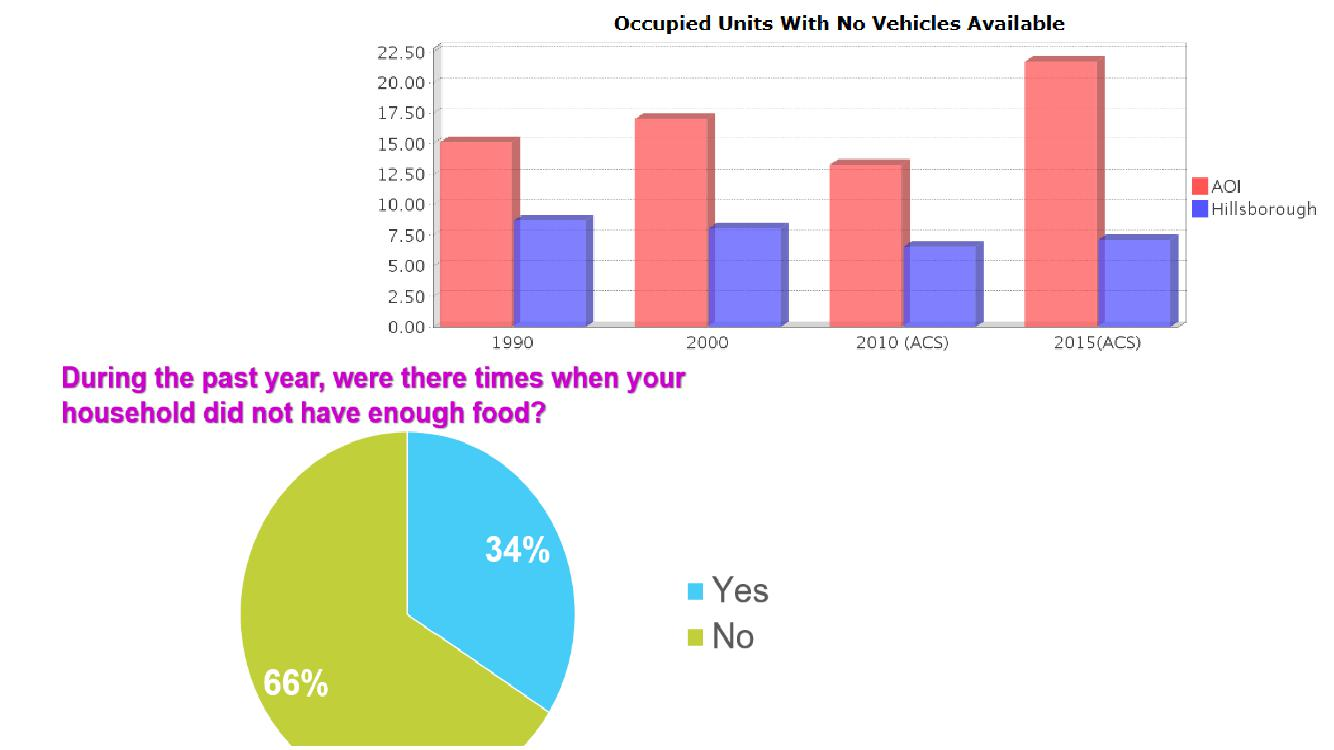 Occupied Units With No Vehicles Available
22.50
20.00
17.50
15.00
12.50
10.00
7.50
5.00
2.50
0.00
1990 2000 2010 (ACS) 2015(ACS)
AOI
Hillsborough
During the past year, were there times when your
household did not have enough food?
34%
66%
Yes
No